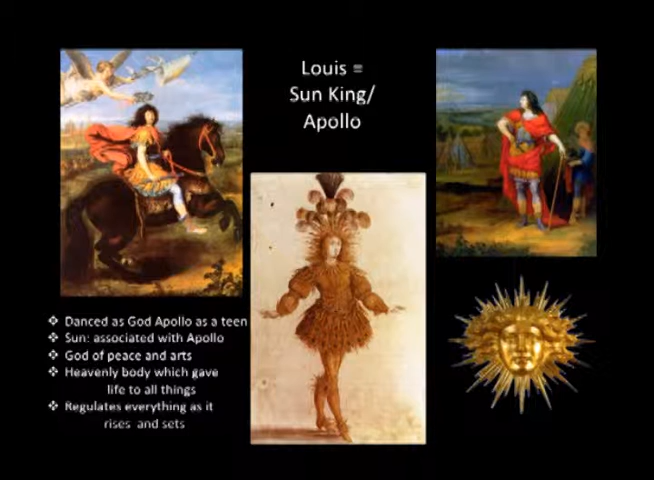 Louis =
Sun King/
Apollo
❖ Danced as God Apollo as a teen
❖ Sun: associated with Apollo
❖ God of peace and arts
❖ Heavenly body which gave
life to all things
❖ Regulates everything as it
rises and sets